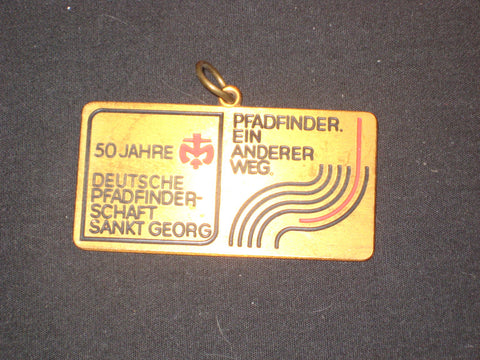 50 JAHRE
DEUTSCHE
PFADFINDER-
SCHAFT
SANKT GEORG
PFADFINDER.
EIN
ANDERER
WEG.